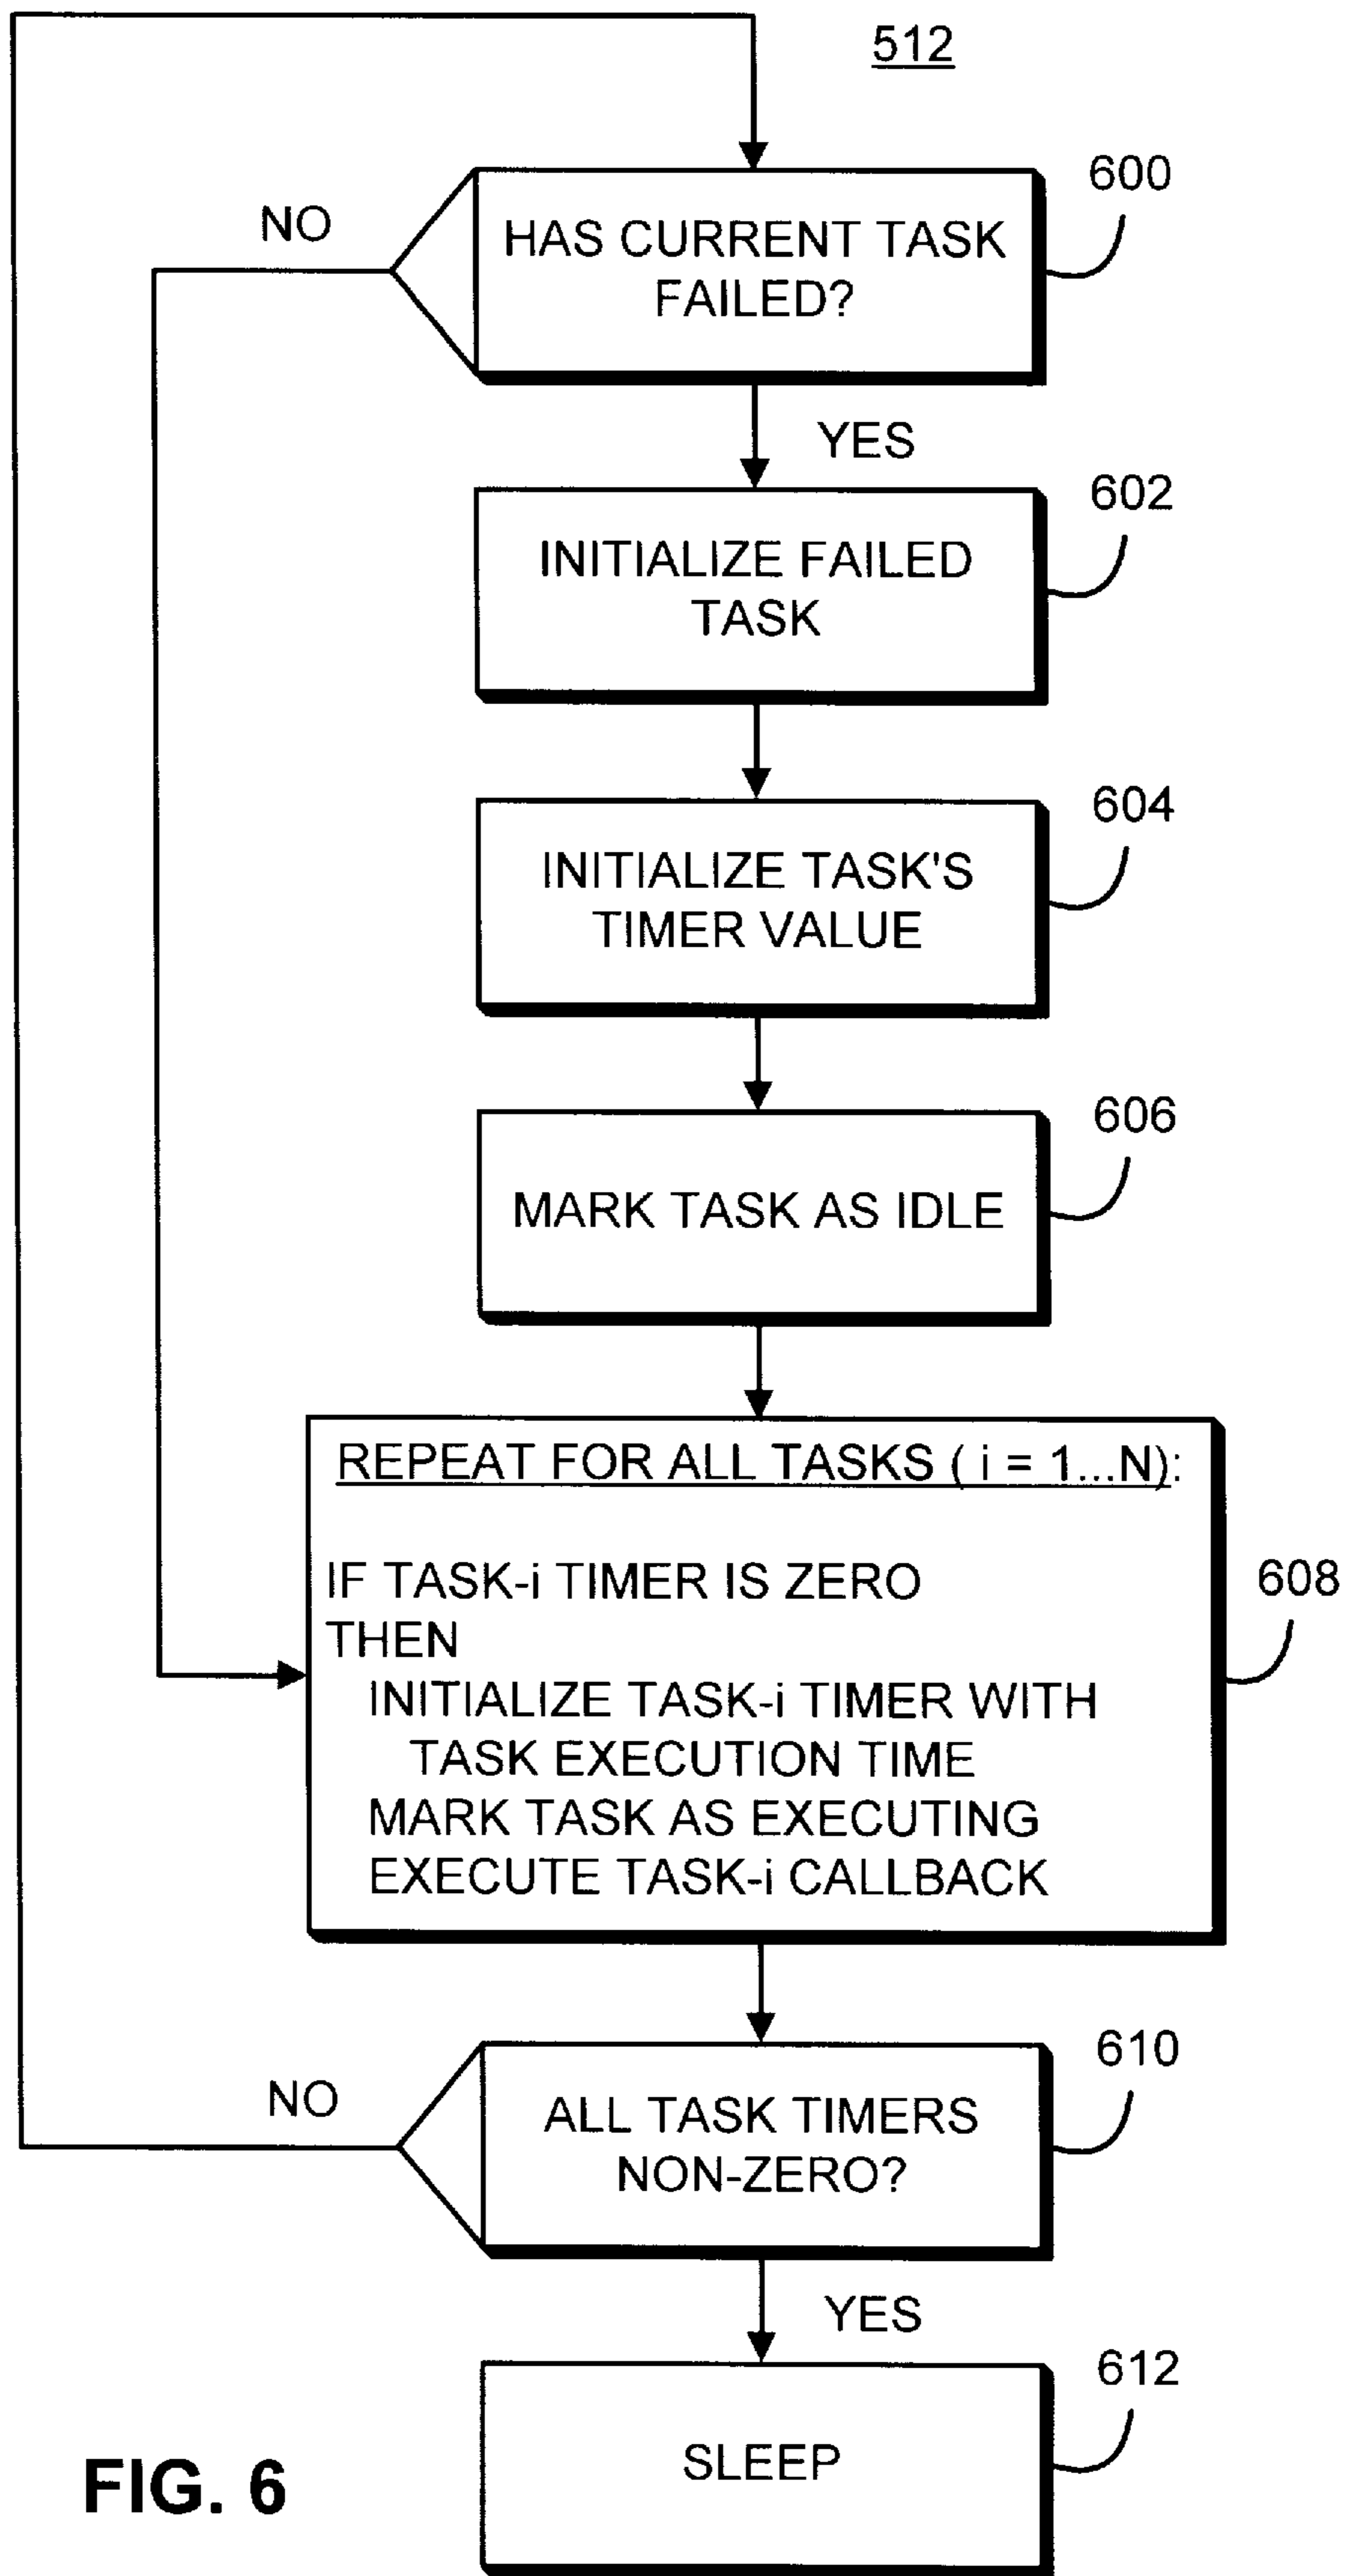 512
600
NO
HAS CURRENT TASK
FAILED?
YES
602
INITIALIZE FAILED
TASK
604
INITIALIZE TASK'S
TIMER VALUE
606
MARK TASK AS IDLE
REPEAT FOR ALL TASKS ( i = 1...N):
IF TASK-i TIMER IS ZERO
THEN
INITIALIZE TASK-i TIMER WITH
TASK EXECUTION TIME
MARK TASK AS EXECUTING
EXECUTE TASK-i CALLBACK
608
610
NO
ALL TASK TIMERS
NON-ZERO?
YES
612
SLEEP
FIG. 6